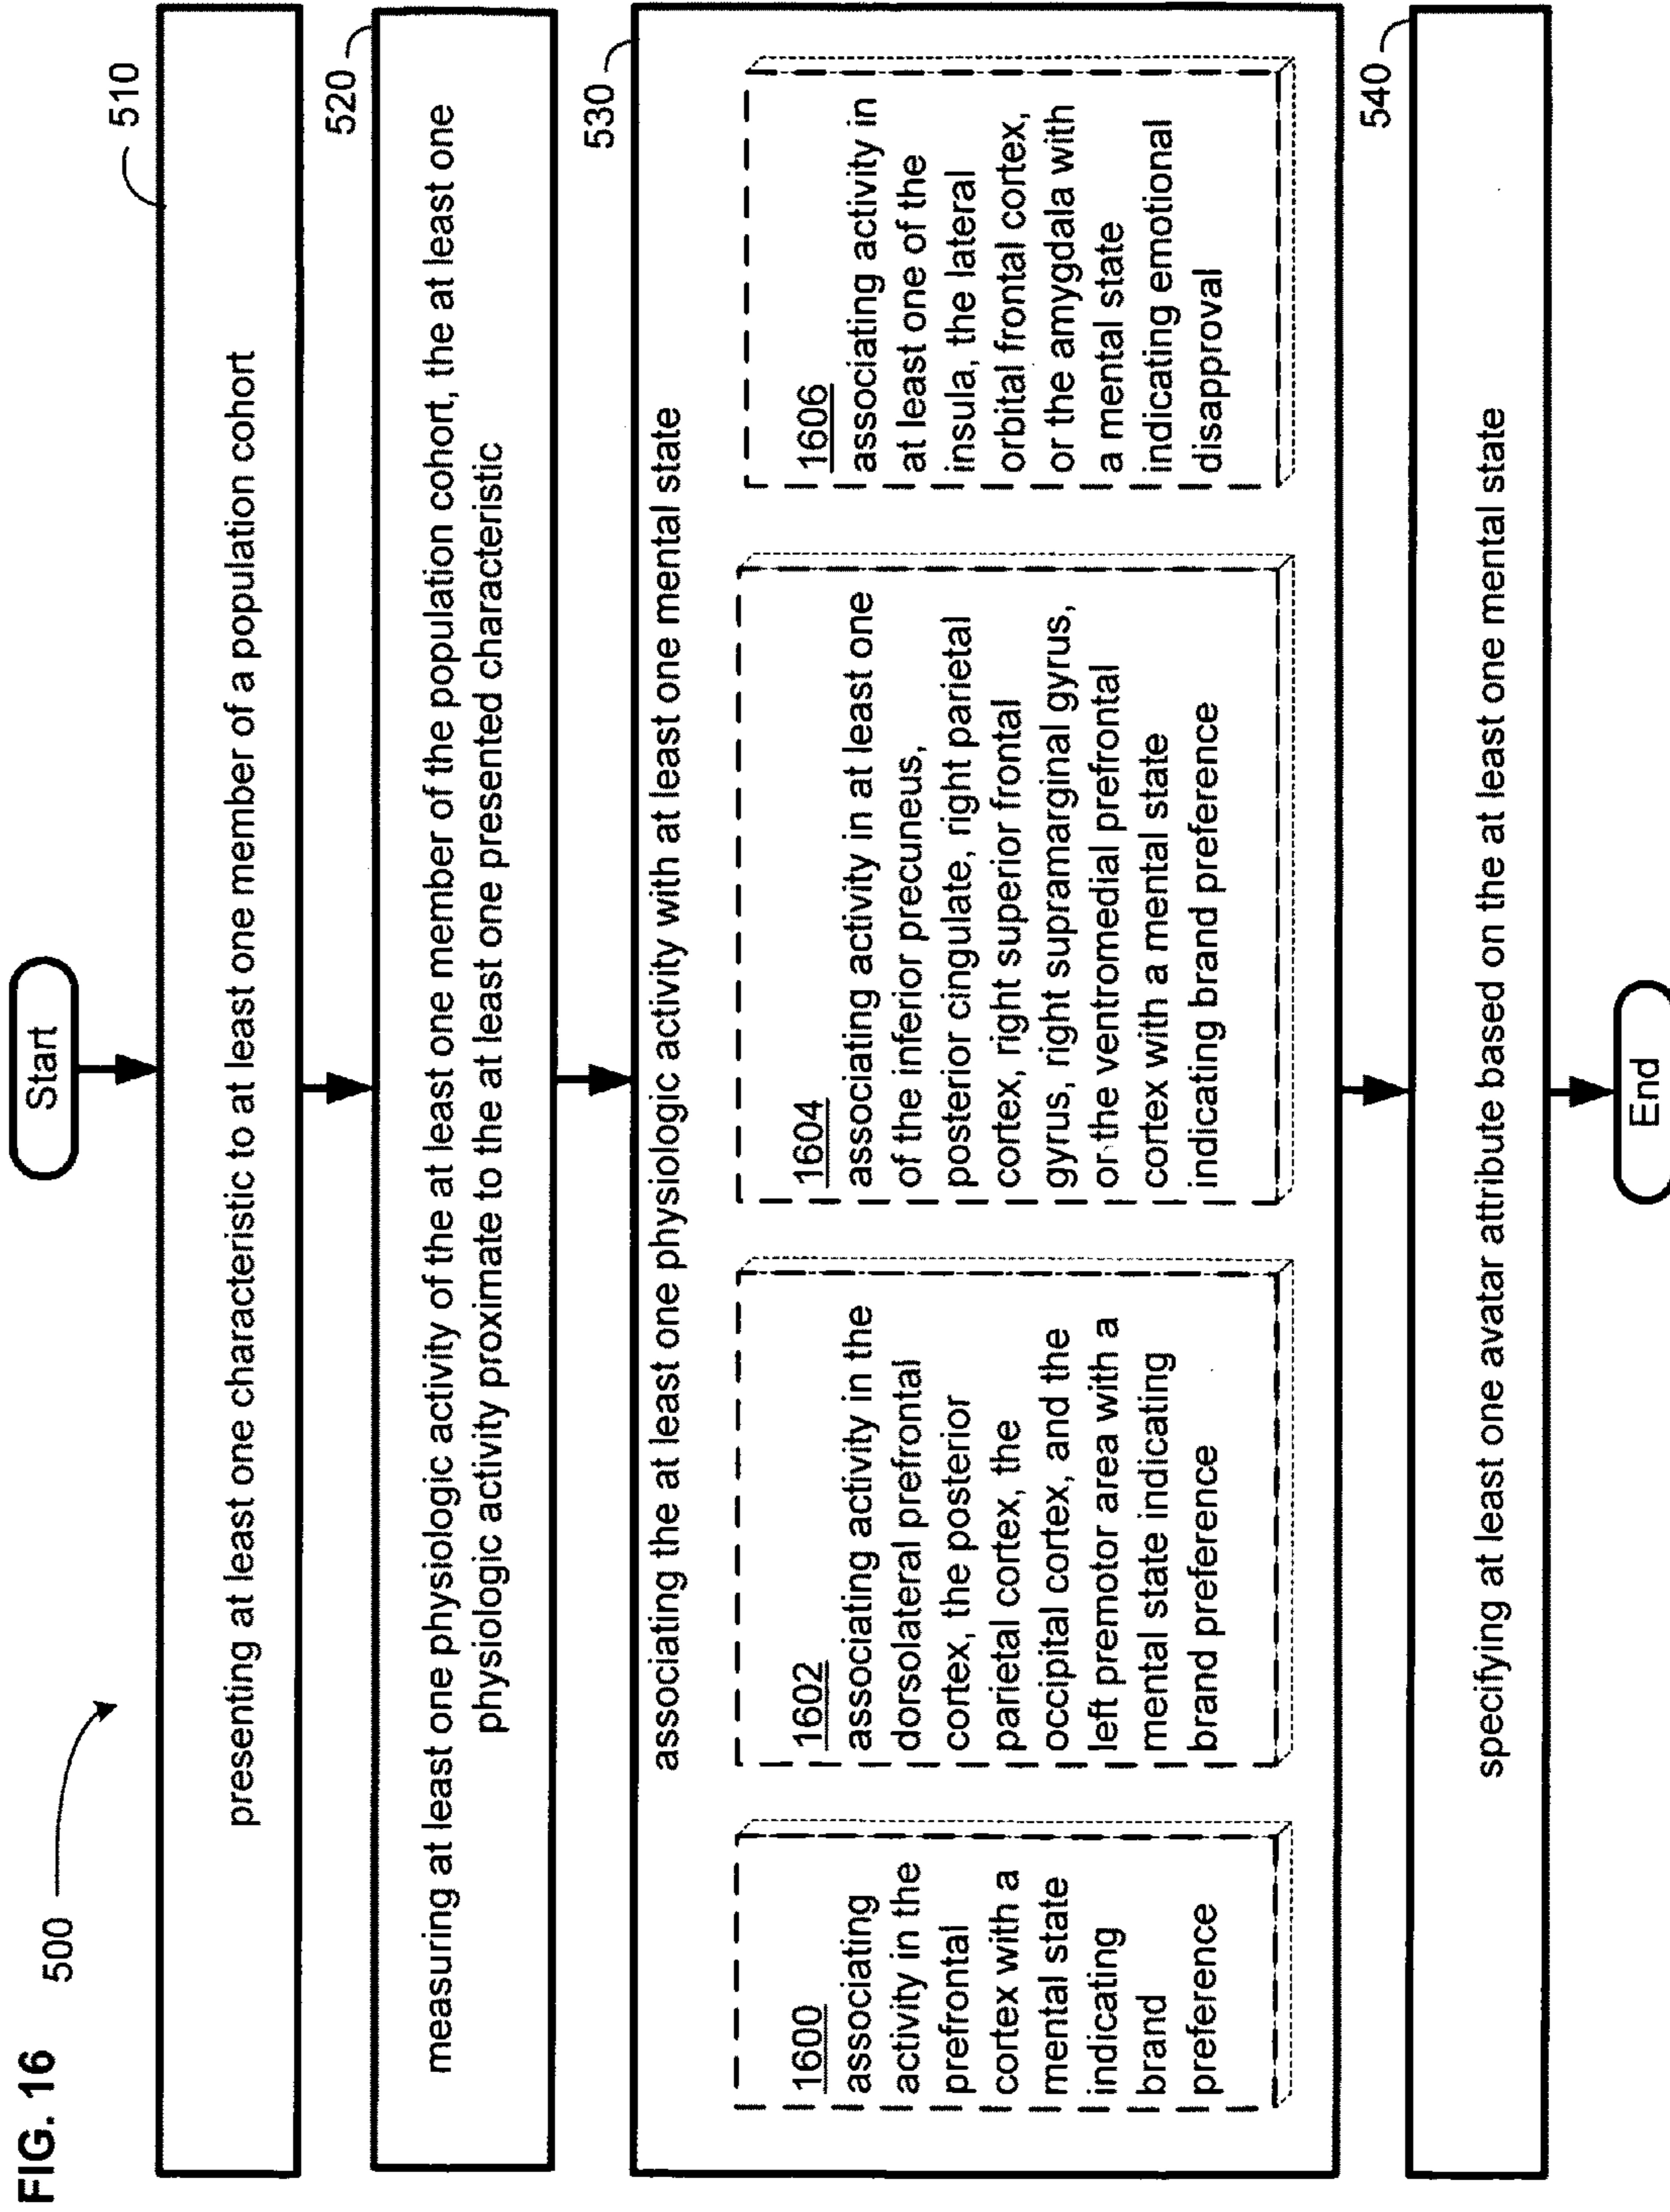 FIG. 16
500
Start
510
presenting at least one characteristic to at least one member of a population cohort
520
measuring at least one physiologic activity of the at least one member of the population cohort, the at least one
physiologic activity proximate to the at least one presented characteristic
530
associating the at least one physiologic activity with at least one mental state
1600
associating
activity in the
prefrontal
cortex with a
mental state
indicating
brand
preference
1602
associating activity in the
dorsolateral prefrontal
cortex, the posterior
parietal cortex, the
occipital cortex, and the
left premotor area with a
mental state indicating
brand preference
1604
associating activity in at least one
of the inferior precuneus,
posterior cingulate, right parietal
cortex, right superior frontal
gyrus, right supramarginal gyrus,
or the ventromedial prefrontal
cortex with a mental state
indicating brand preference
1606
associating activity in
at least one of the
insula, the lateral
orbital frontal cortex,
or the amygdala with
a mental state
indicating emotional
disapproval
540
specifying at least one avatar attribute based on the at least one mental state
End